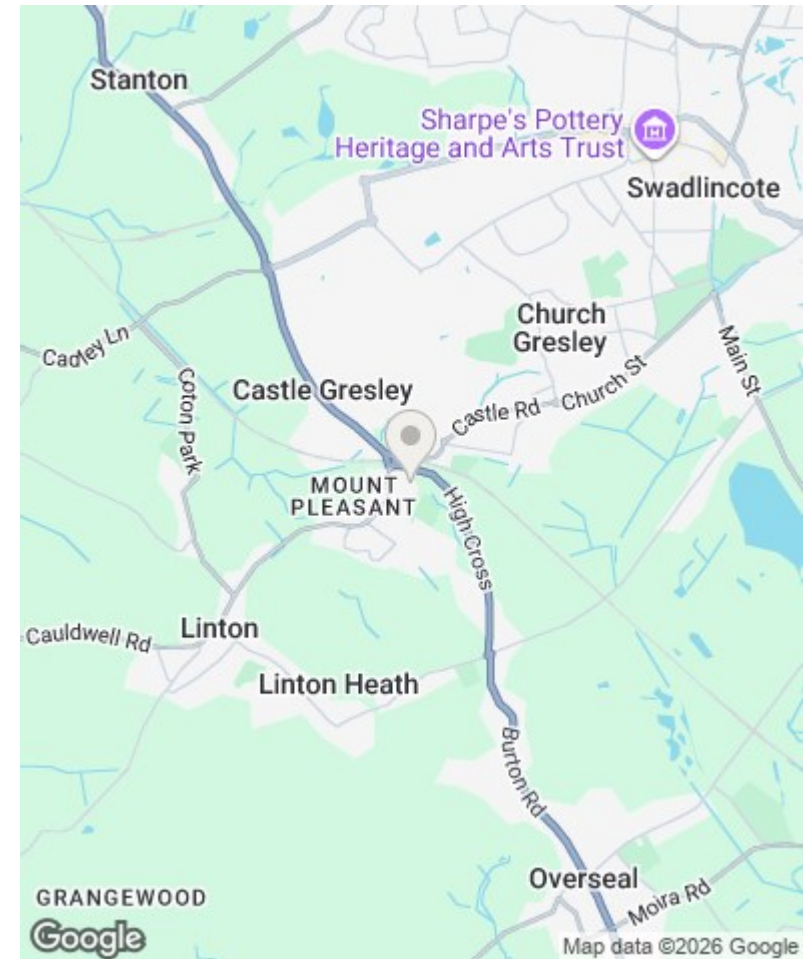 Stanton
Sharpe's Pottery
Heritage and Arts Trust
Swadlincote
Church
Gresley
Cadley Ln
Main St
Coton Park
Castle Gresley
Castle Rd
Church St
MOUNT
PLEASANT
High Cross
Linton
Cauldwell Rd
Linton Heath
Burton Rd
Overseal
GRANGEWOOD
Moira Rd
Google
Map data ©2026 Google